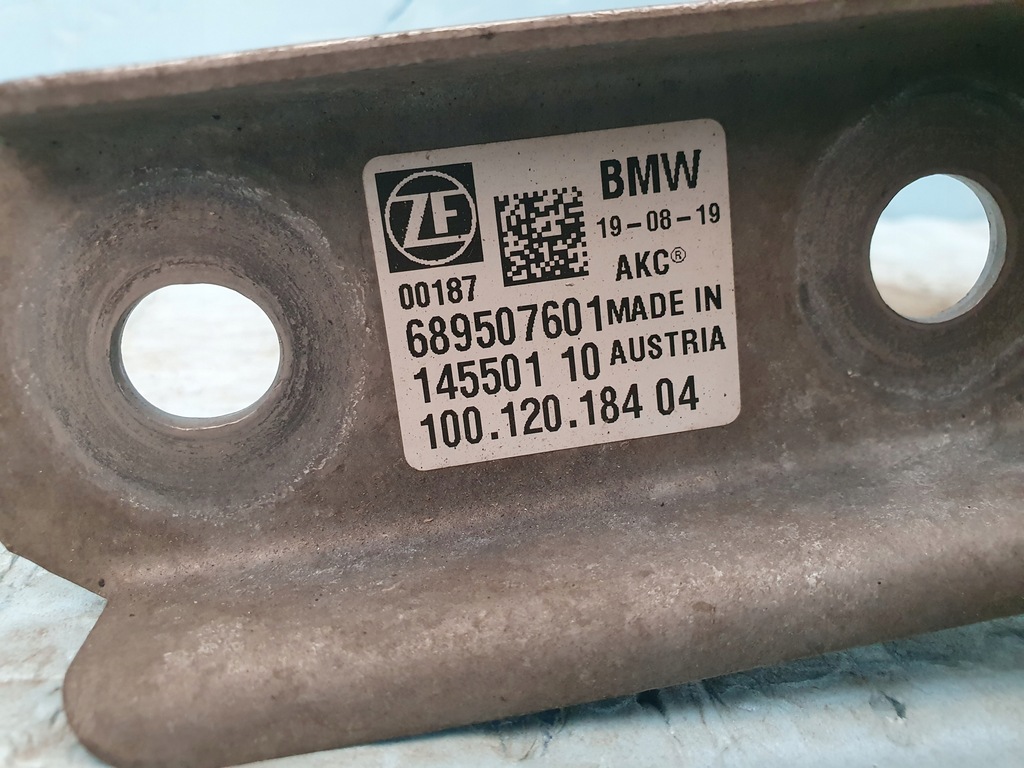 ZF
BMW
19-08-19
AKC®
00187
689507601 MADE IN
145501 10 AUSTRIA
100.120.184 04